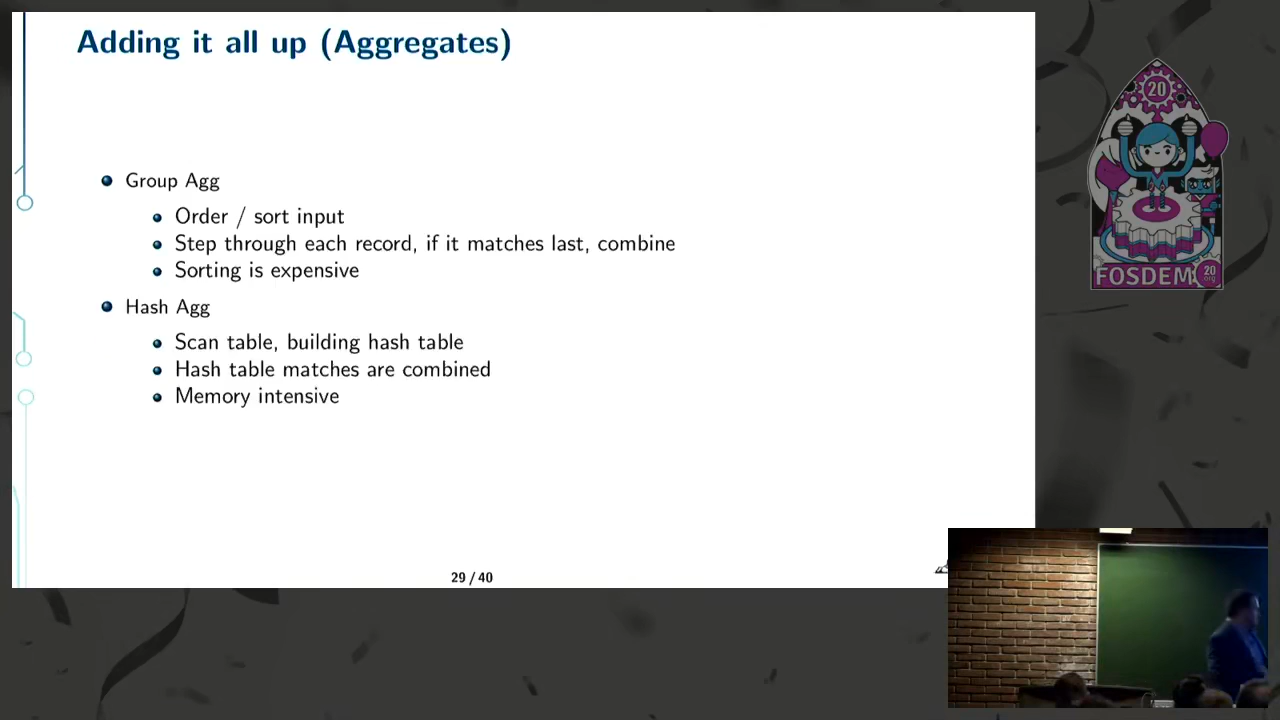 Adding it all up (Aggregates)
Group Agg
Order / sort input
Step through each record, if it matches last, combine
Sorting is expensive
Hash Agg
Scan table, building hash table
Hash table matches are combined
Memory intensive
29 / 40
20
FOSDEM
20
org